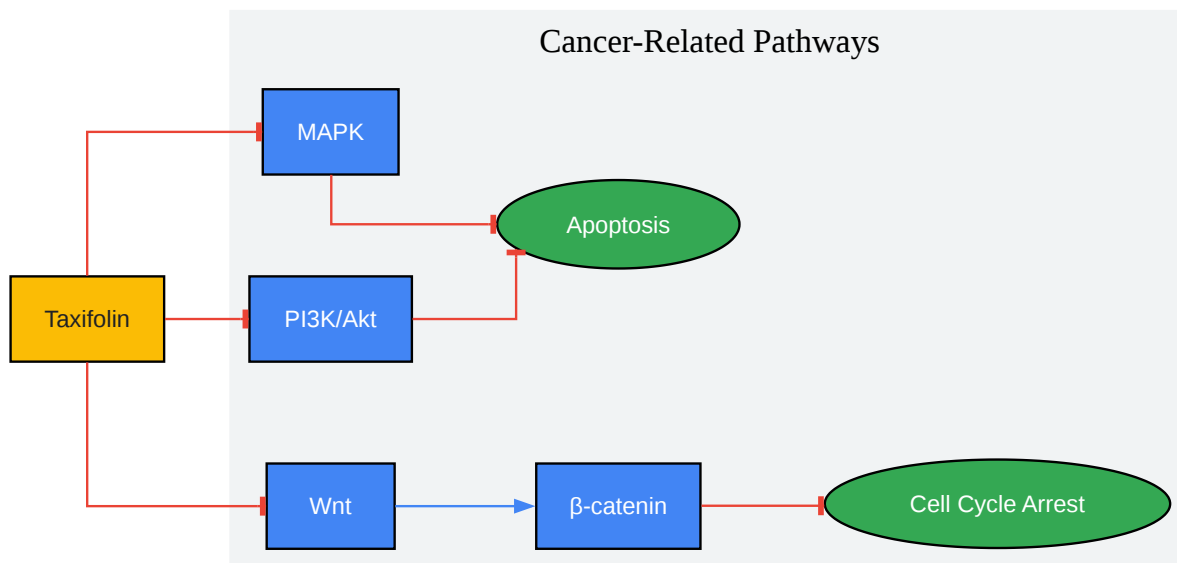 Cancer-Related Pathways
MAPK
Apoptosis
Taxifolin
PI3K/Akt
Wnt
β-catenin
Cell Cycle Arrest